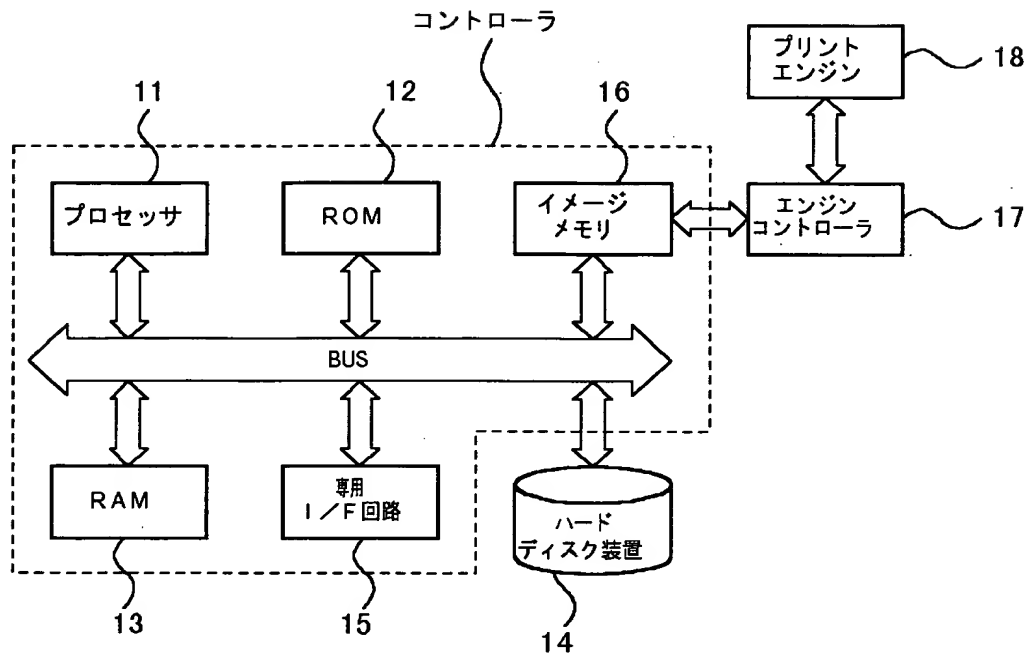 コントローラ
プリント
エンジン
18
11
12
16
プロセッサ
ROM
イメージ
メモリ
エンジン
コントローラ
17
BUS
RAM
専用
I/F回路
ハード
ディスク装置
13
15
14